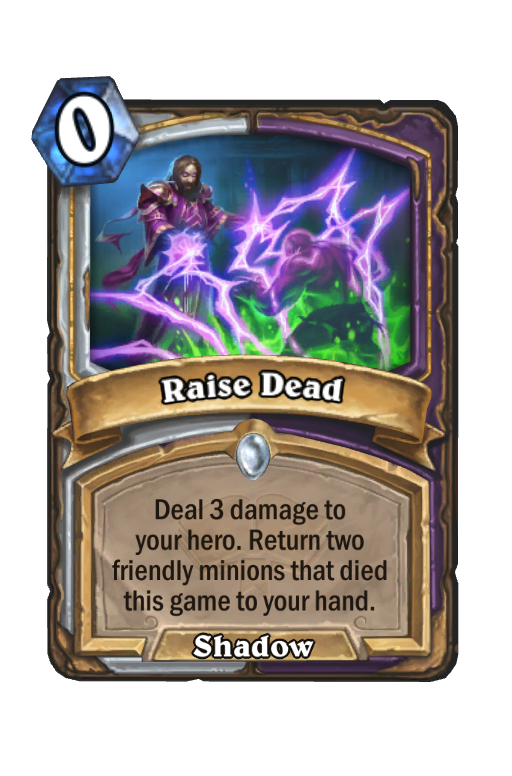 0
Raise Dead
Deal 3 damage to
your hero. Return two
friendly minions that died
this game to your hand.
Shadow